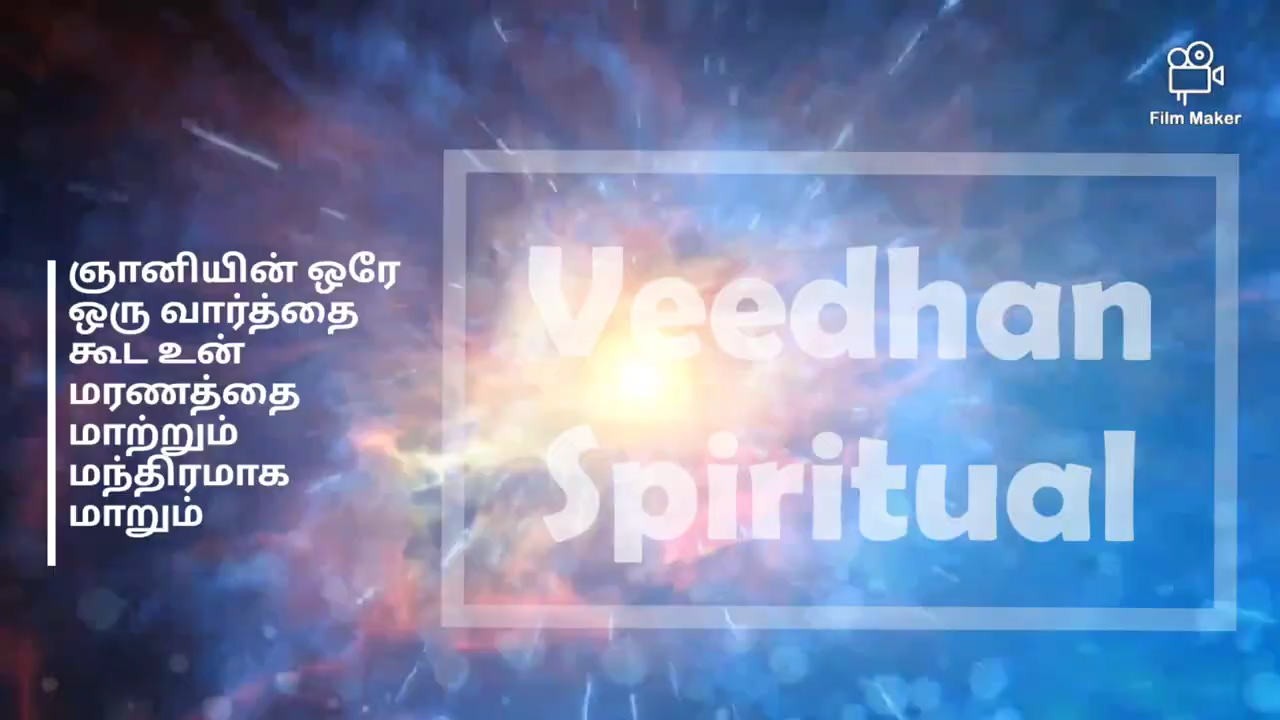 Film Maker
ஞானியின் ஒரே
ஒரு வார்த்தை
கூட உன்
மரணத்தை
மாற்றும்
மந்திரமாக
மாறும்
Veedhan
Spiritual